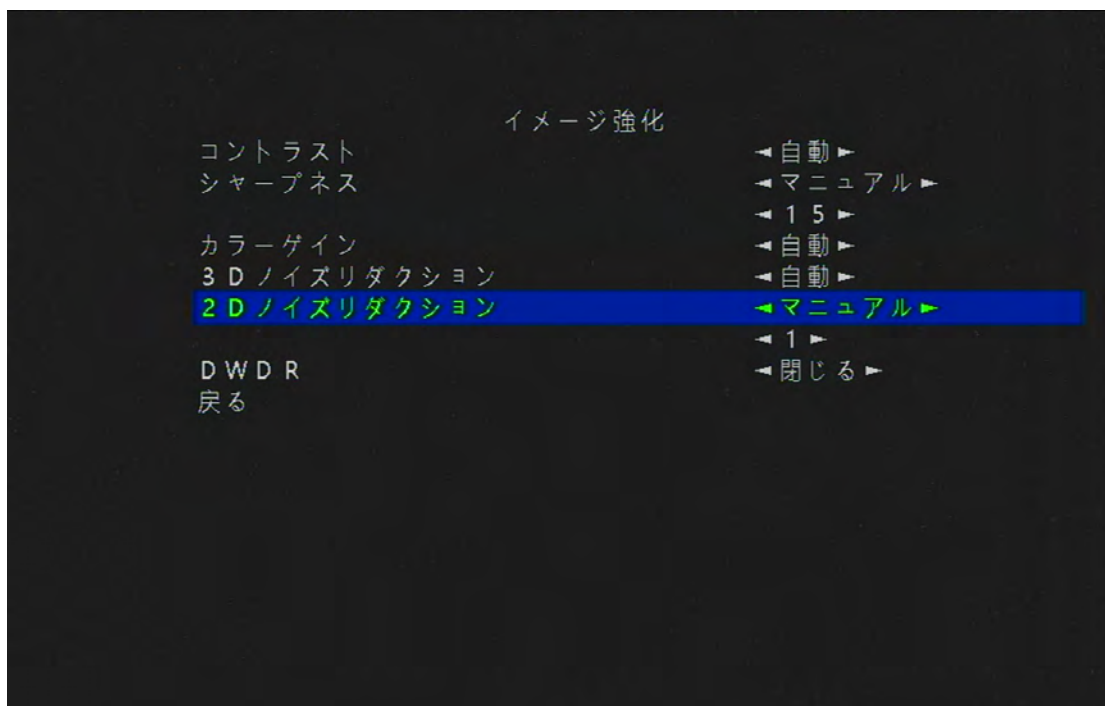 イメージ強化
コントラスト ◄自動►
シャープネス ◄マニュアル►
◄15►
カラーゲイン ◄自動►
3Dノイズリダクション ◄自動►
2Dノイズリダクション ◄マニュアル►
◄1►
DWDR ◄閉じる►
戻る